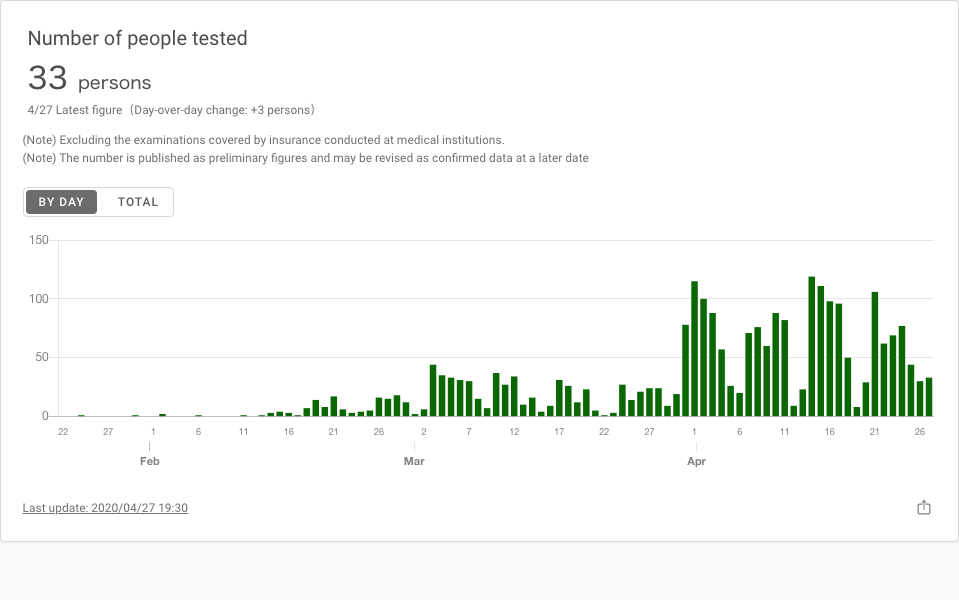 Number of people tested
33 persons
4/27 Latest figure（Day-over-day change: +3 persons）
(Note) Excluding the examinations covered by insurance conducted at medical institutions.
(Note) The number is published as preliminary figures and may be revised as confirmed data at a later date
BY DAY TOTAL
150
100
50
0
22 27 1 6 11 16 21 26 2 7 12 17 22 27 1 6 11 16 21 26
Feb Mar Apr
Last update: 2020/04/27 19:30